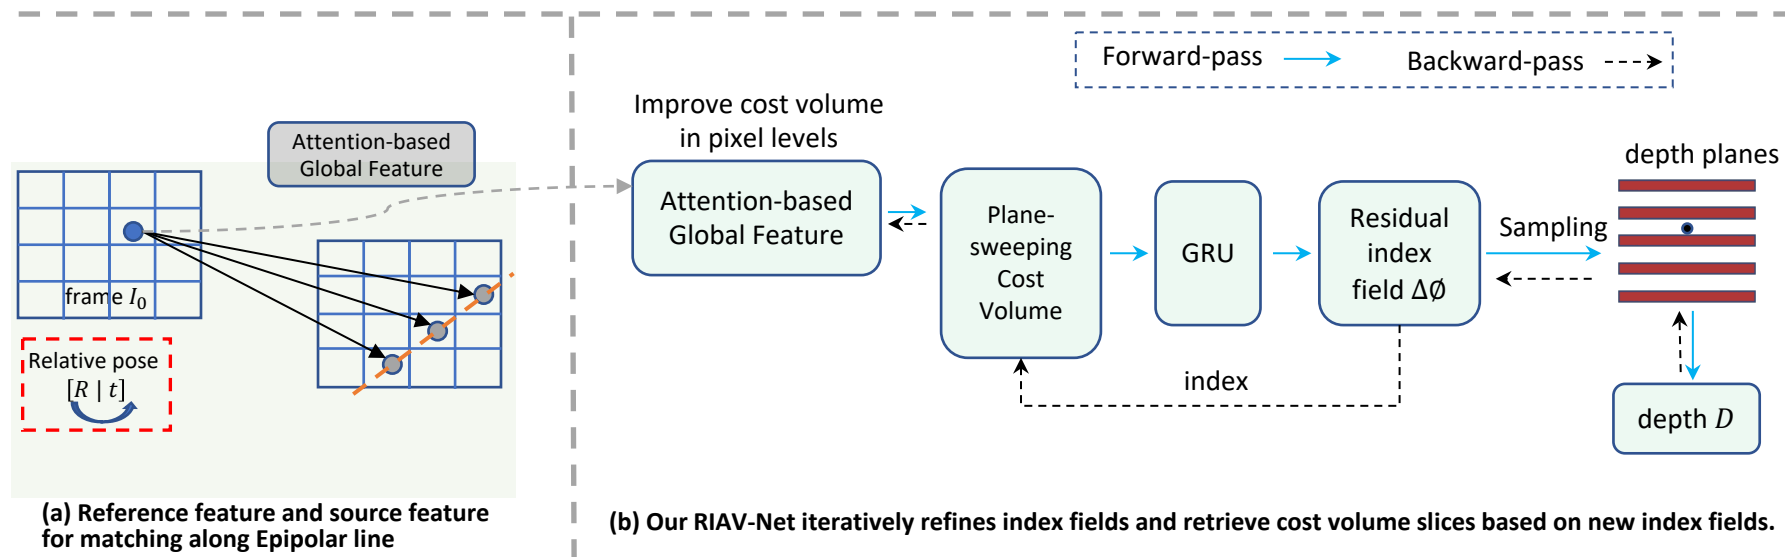 Forward-pass
Backward-pass
Attention-based
Global Feature
frame I₀
Relative pose
[R | t]
(a) Reference feature and source feature
for matching along Epipolar line
Improve cost volume
in pixel levels
Attention-based
Global Feature
Plane-
sweeping
Cost
Volume
GRU
Residual
index
field ΔØ
index
Sampling
depth planes
depth D
(b) Our RIAV-Net iteratively refines index fields and retrieve cost volume slices based on new index fields.